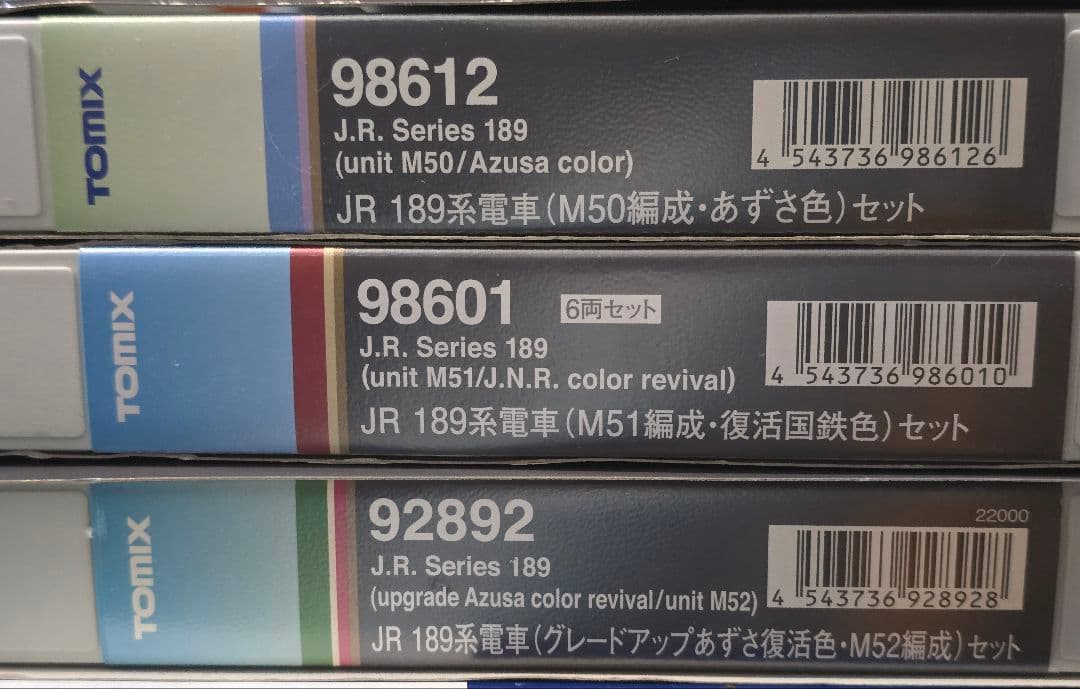 TOMIX
98612
J.R. Series 189
(unit M50/Azusa color)
JR 189系電車(M50編成・あずさ色)セット
4 543736 986126
TOMIX
98601 6両セット
J.R. Series 189
(unit M51/J.N.R. color revival)
JR 189系電車(M51編成・復活国鉄色)セット
4 543736 986010
TOMIX
92892
J.R. Series 189
(upgrade Azusa color revival/unit M52)
JR 189系電車(グレードアップあずさ復活色・M52編成)セット
22000
4 543736 928928